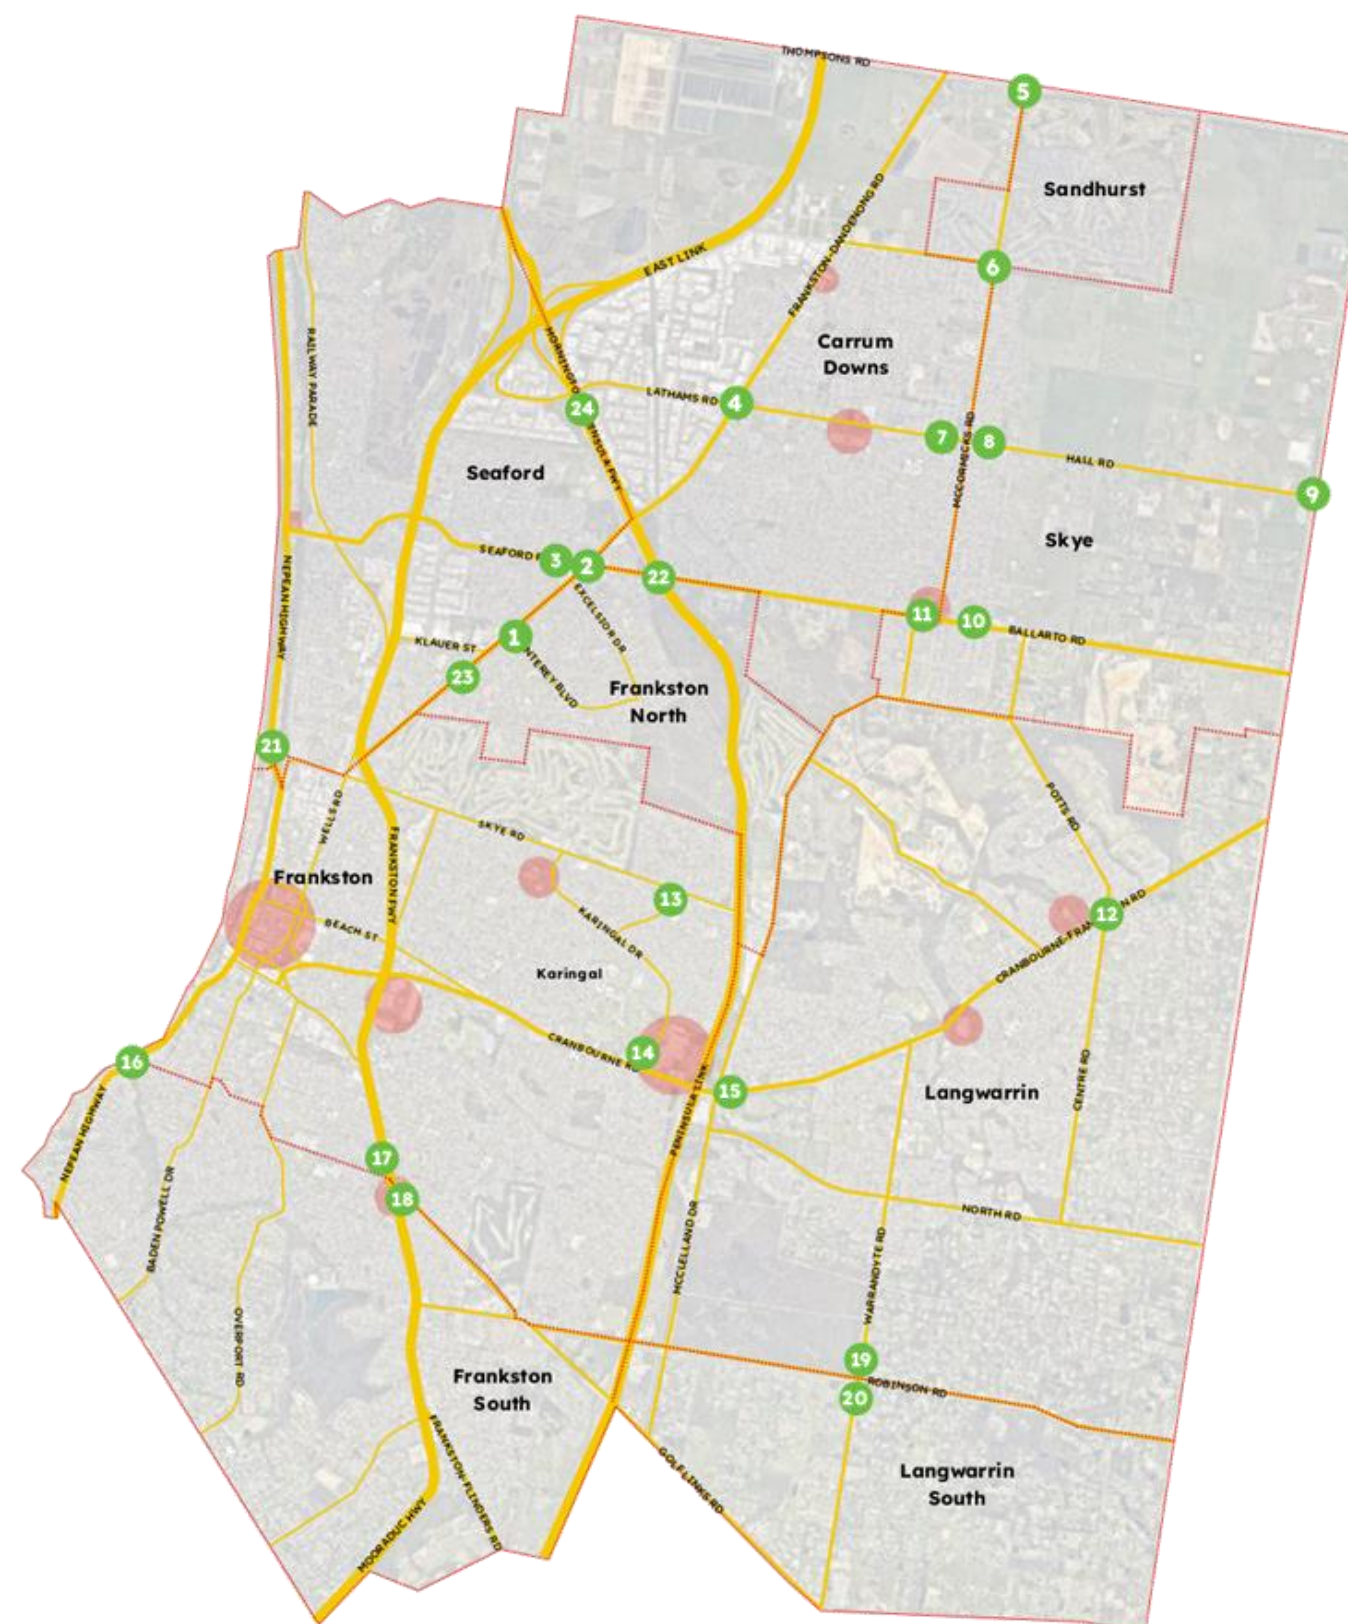 THOMPSONS RD
5
Sandhurst
FRANKSTON-DANDENONG RD
EAST LINK
6
RAILWAY PARADE
Carrum
Downs
LATHAMS RD
4
24
7
8
MCCORMICKS RD
HALL RD
9
Seaford
Skye
NEPEAN HIGHWAY
SEAFORD
3
2
22
EXCELSIOR DR
11
10
BALLARTO RD
KLAUER ST
1
23
Frankston
North
21
WELLS RD
FRANKSTON FWY
SKYE RD
POTTS RD
Frankston
13
12
BEACH ST
KARINGAL DR
Karingal
14
CRANBOURNE
15
16
Langwarrin
CENTRE RD
PENINSULA LINK
NEPEAN HIGHWAY
17
18
BADEN POWELL DR
MCCLELLAND DR
NORTH RD
WARRANDYTE RD
OVERPORT RD
19
ROBINSON RD
20
Frankston
South
FRANKSTON-FLINDERS RD
GOLF LINKS RD
Langwarrin
South
MOORADUC HWY